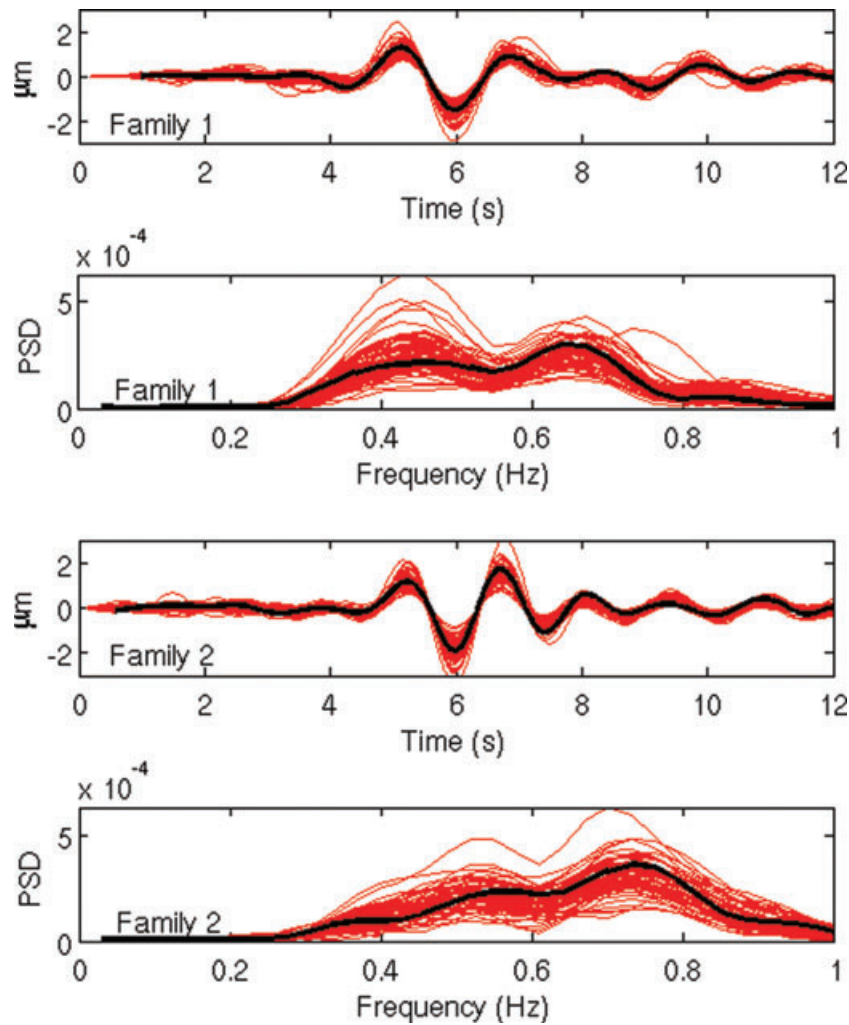 2
0
-2
μm
Family 1
0 2 4 6 8 10 12
Time (s)
x 10-4
5
0
PSD
Family 1
0 0.2 0.4 0.6 0.8 1
Frequency (Hz)
2
0
-2
μm
Family 2
0 2 4 6 8 10 12
Time (s)
x 10-4
5
0
PSD
Family 2
0 0.2 0.4 0.6 0.8 1
Frequency (Hz)